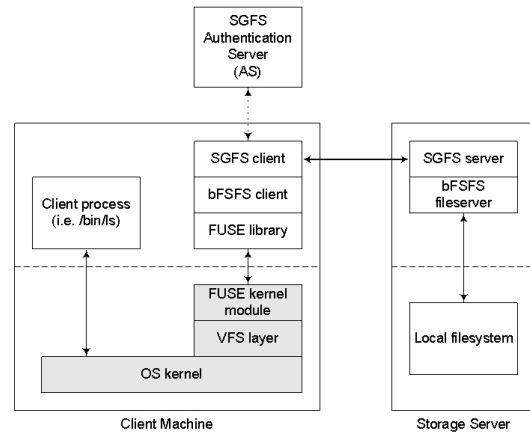 SGFS
Authentication
Server
(AS)
SGFS client
bFSFS client
FUSE library
Client process
(i.e. /bin/ls)
FUSE kernel
module
VFS layer
OS kernel
Client Machine
SGFS server
bFSFS
fileserver
Local filesystem
Storage Server